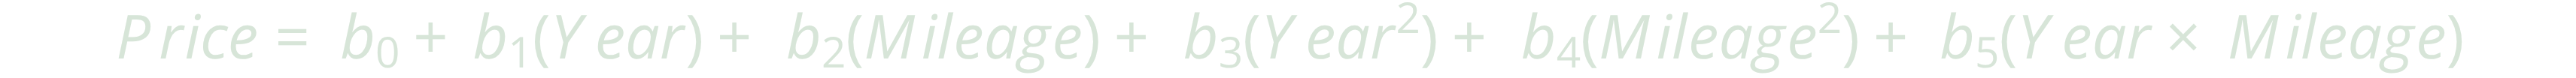 Price = b₀ + b₁(Year) + b₂(Mileage) + b₃(Year²) + b₄(Mileage²) + b₅(Year × Mileage)